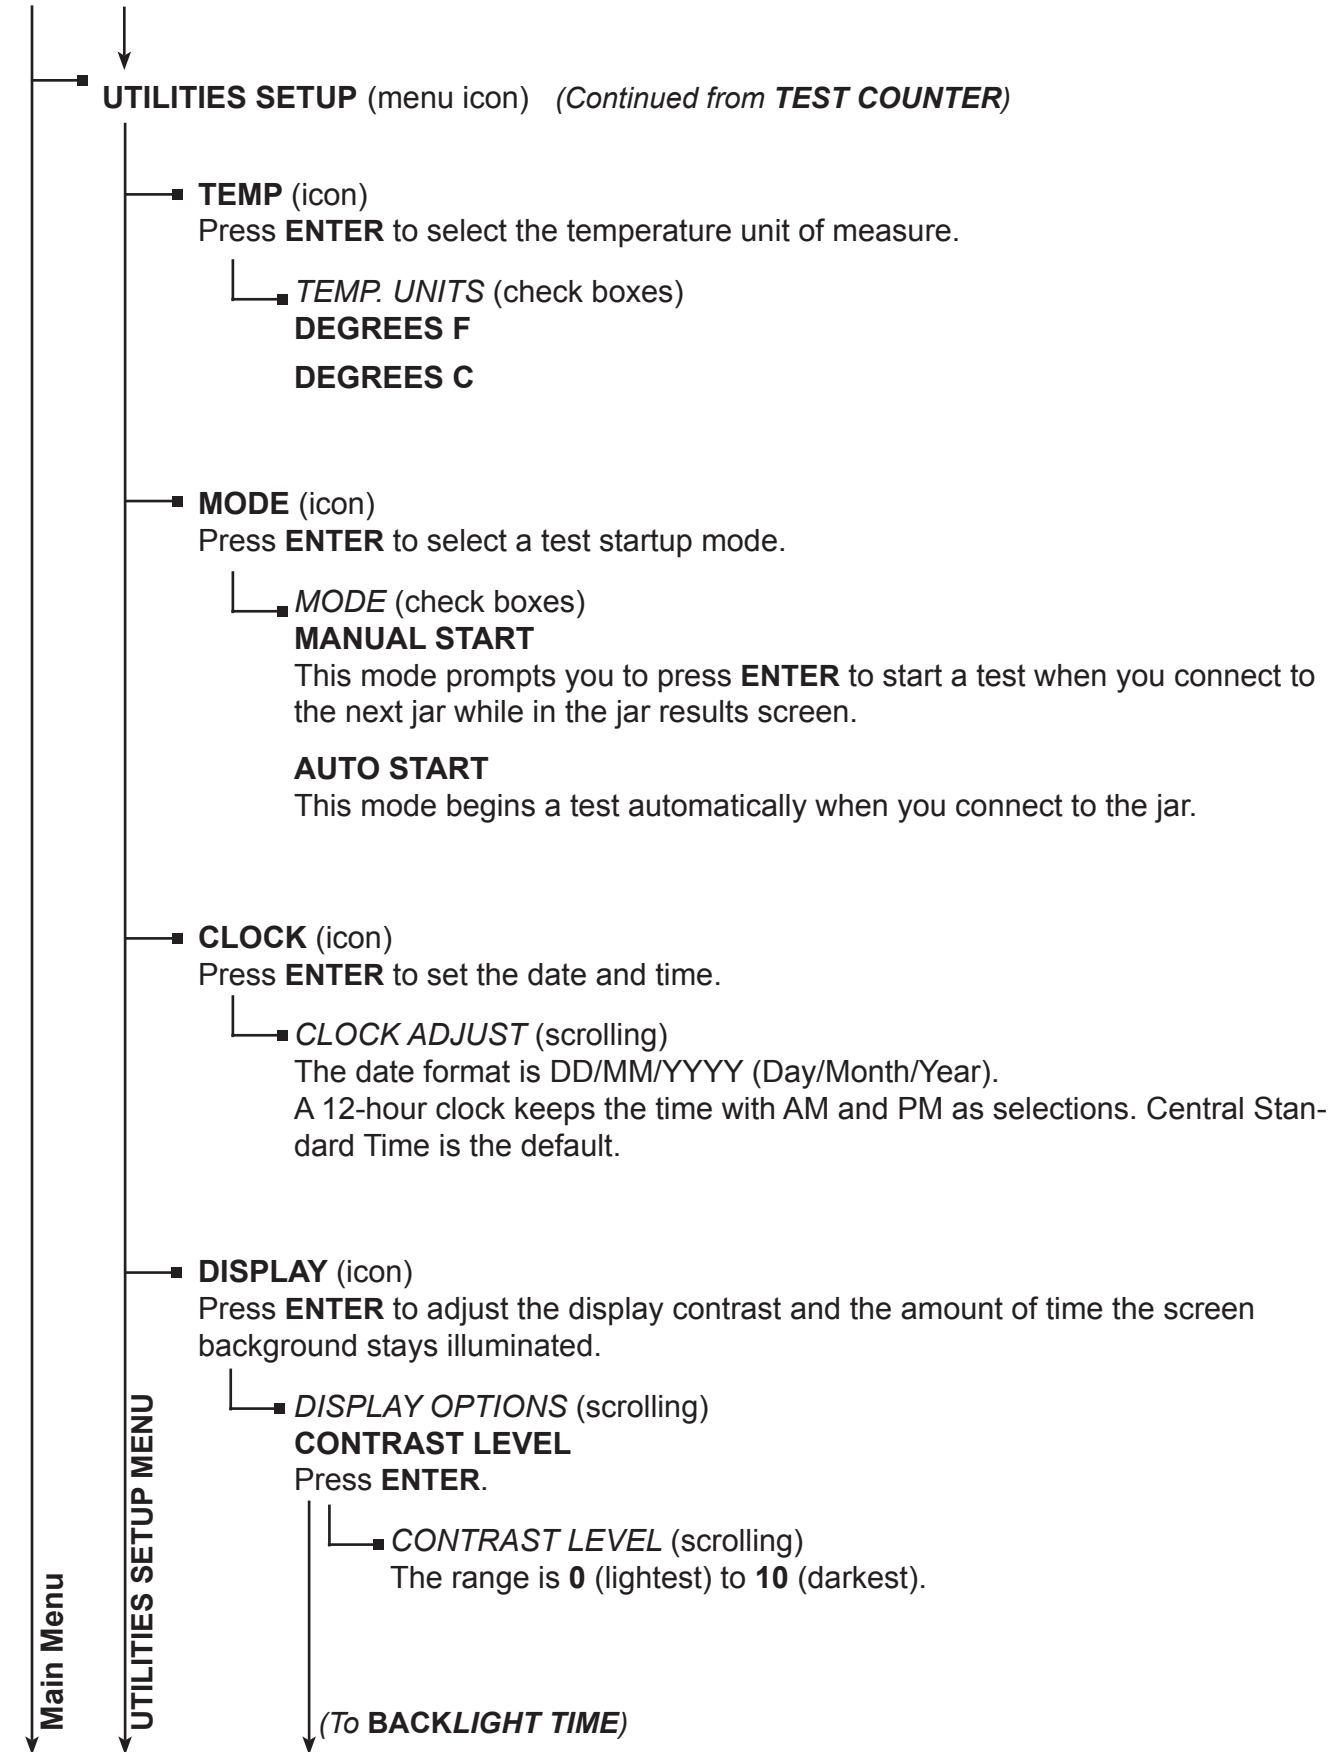 UTILITIES SETUP (menu icon) (Continued from TEST COUNTER)
TEMP (icon)
Press ENTER to select the temperature unit of measure.
TEMP. UNITS (check boxes)
DEGREES F
DEGREES C
MODE (icon)
Press ENTER to select a test startup mode.
MODE (check boxes)
MANUAL START
This mode prompts you to press ENTER to start a test when you connect to
the next jar while in the jar results screen.
AUTO START
This mode begins a test automatically when you connect to the jar.
CLOCK (icon)
Press ENTER to set the date and time.
CLOCK ADJUST (scrolling)
The date format is DD/MM/YYYY (Day/Month/Year).
A 12-hour clock keeps the time with AM and PM as selections. Central Stan-
dard Time is the default.
DISPLAY (icon)
Press ENTER to adjust the display contrast and the amount of time the screen
background stays illuminated.
DISPLAY OPTIONS (scrolling)
CONTRAST LEVEL
Press ENTER.
CONTRAST LEVEL (scrolling)
The range is 0 (lightest) to 10 (darkest).
(To BACKLIGHT TIME)
Main Menu
UTILITIES SETUP MENU